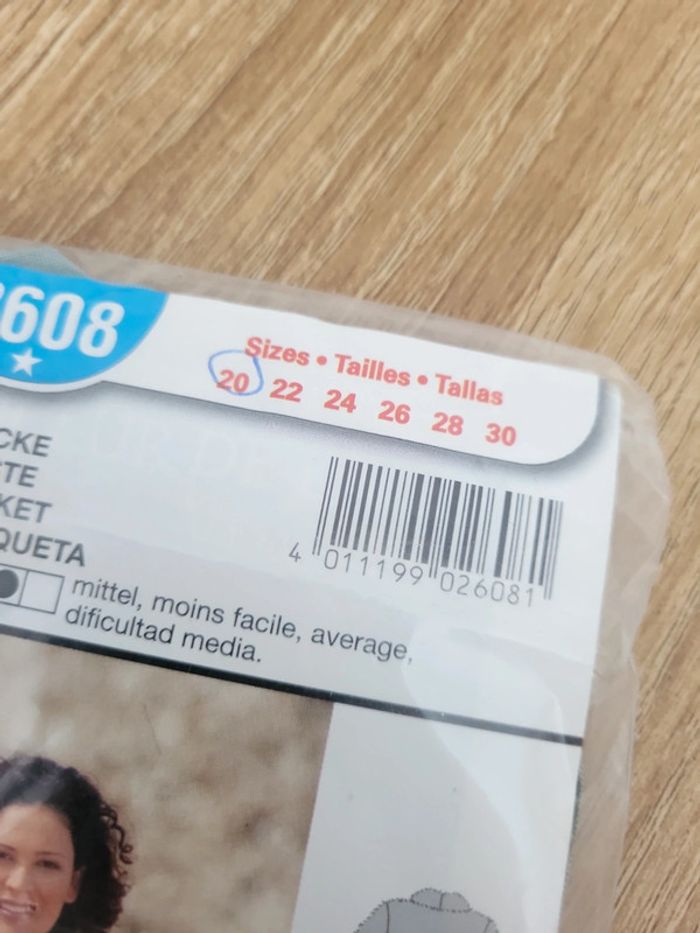 608
Sizes • Tailles • Tallas
20 22 24 26 28 30
CKE
TE
KET
QUETA
4 011199 026081
mittel, moins facile, average,
dificultad media.